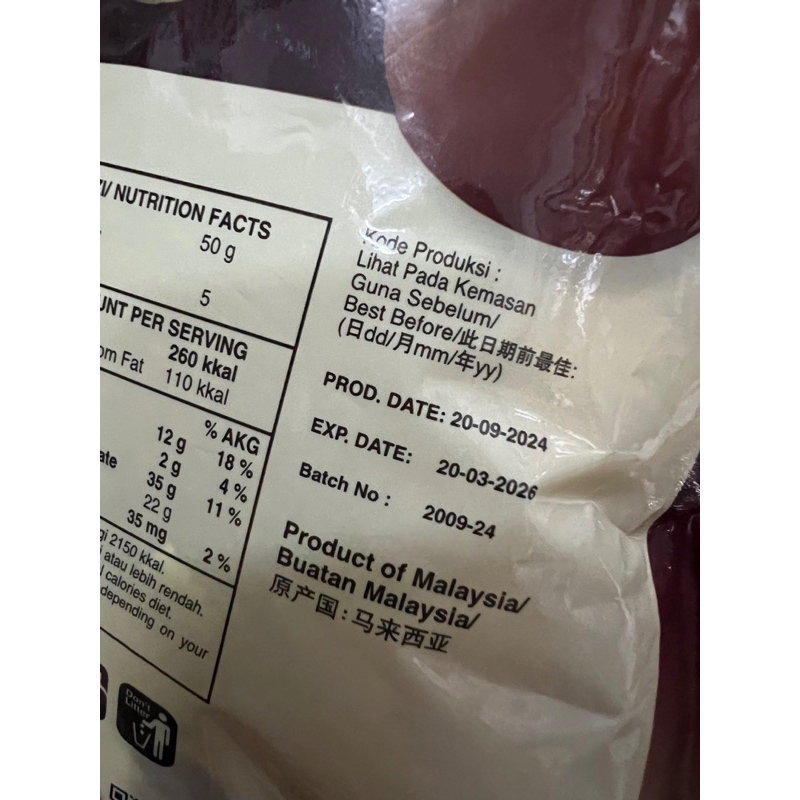 NUTRITION FACTS
50 g
5
PER SERVING
260 kkal
Fat 110 kkal
% AKG
12 g 18 %
2 g 4 %
35 g 11 %
22 g
35 mg 2 %
2150 kkal.
atau lebih rendah.
calories diet.
depending on your
Don't
Litter
Kode Produksi :
Lihat Pada Kemasan
Guna Sebelum/
Best Before/此日期前最佳:
(日dd/月mm/年yy)
PROD. DATE: 20-09-2024
EXP. DATE: 20-03-2026
Batch No : 2009-24
Product of Malaysia/
Buatan Malaysia/
原产国:马来西亚